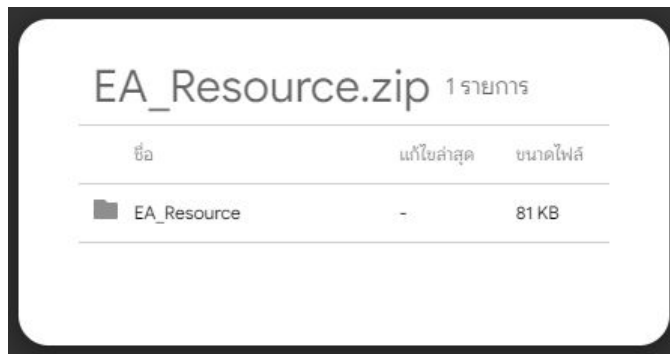 EA_Resource.zip 1 รายการ
ชื่อ แก้ไขล่าสุด ขนาดไฟล์
EA_Resource - 81 KB